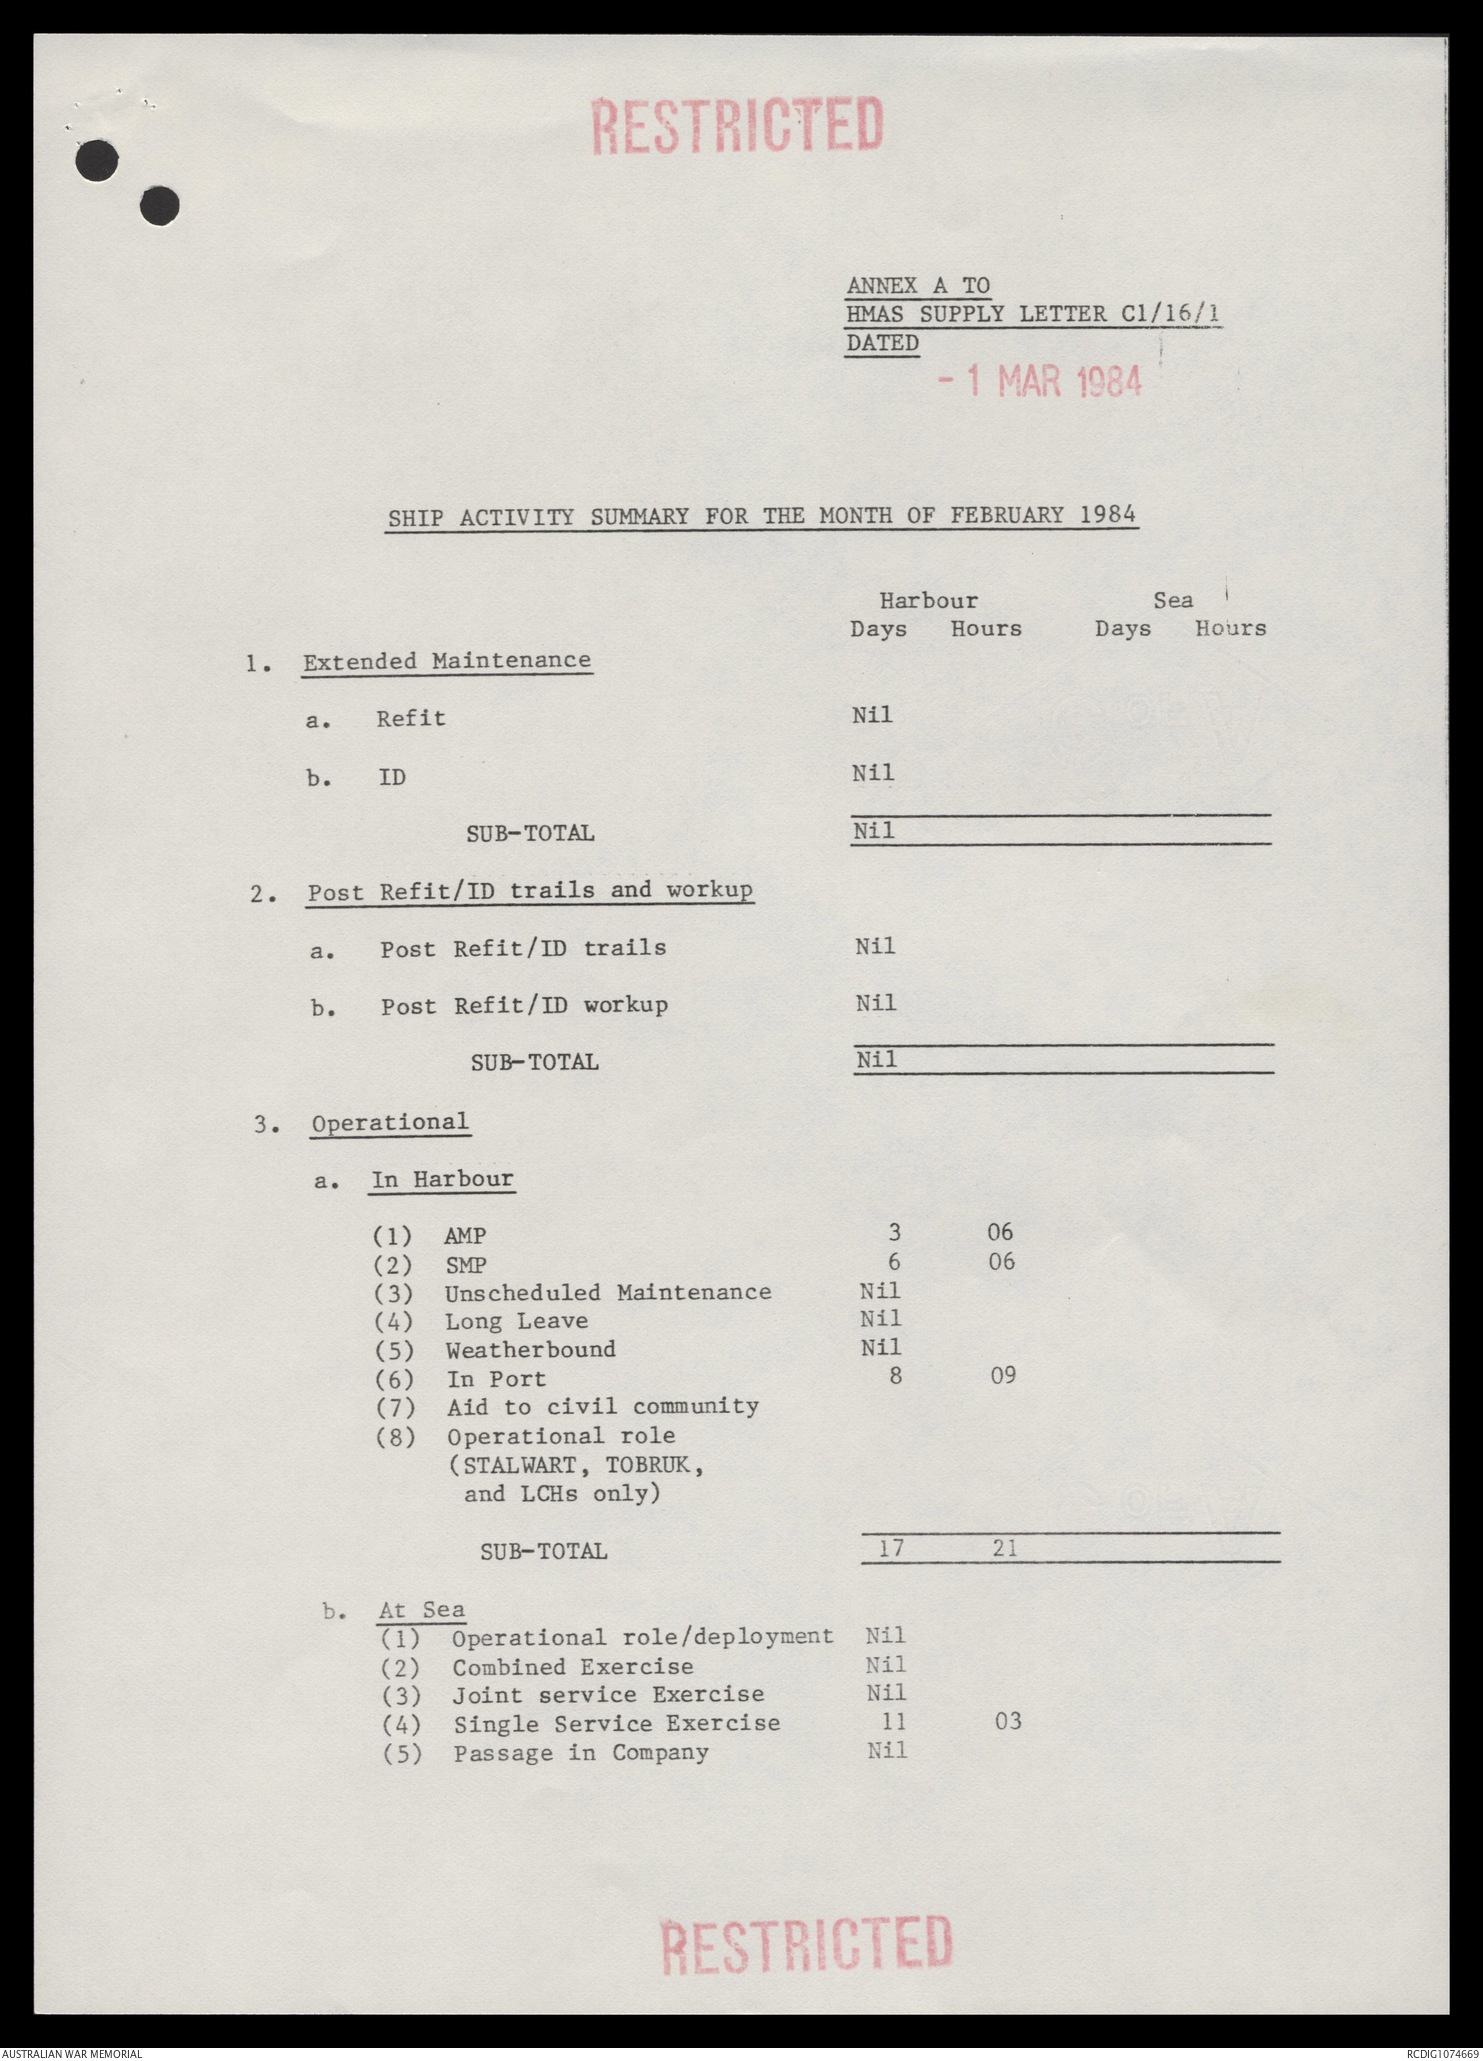 RESTRICTED
ANNEX A TO
HMAS SUPPLY LETTER C1/16/1
DATED
- 1 MAR 1984
SHIP ACTIVITY SUMMARY FOR THE MONTH OF FEBRUARY 1984
Harbour Sea
Days Hours Days Hours
1. Extended Maintenance
a. Refit Nil
b. ID Nil
SUB-TOTAL Nil
2. Post Refit/ID trails and workup
a. Post Refit/ID trails Nil
b. Post Refit/ID workup Nil
SUB-TOTAL Nil
3. Operational
a. In Harbour
(1) AMP 3 06
(2) SMP 6 06
(3) Unscheduled Maintenance Nil
(4) Long Leave Nil
(5) Weatherbound Nil
(6) In Port 8 09
(7) Aid to civil community
(8) Operational role
(STALWART, TOBRUK,
and LCHs only)
SUB-TOTAL 17 21
b. At Sea
(1) Operational role/deployment Nil
(2) Combined Exercise Nil
(3) Joint service Exercise Nil
(4) Single Service Exercise 11 03
(5) Passage in Company Nil
RESTRICTED
AUSTRALIAN WAR MEMORIAL RCDIG1074669